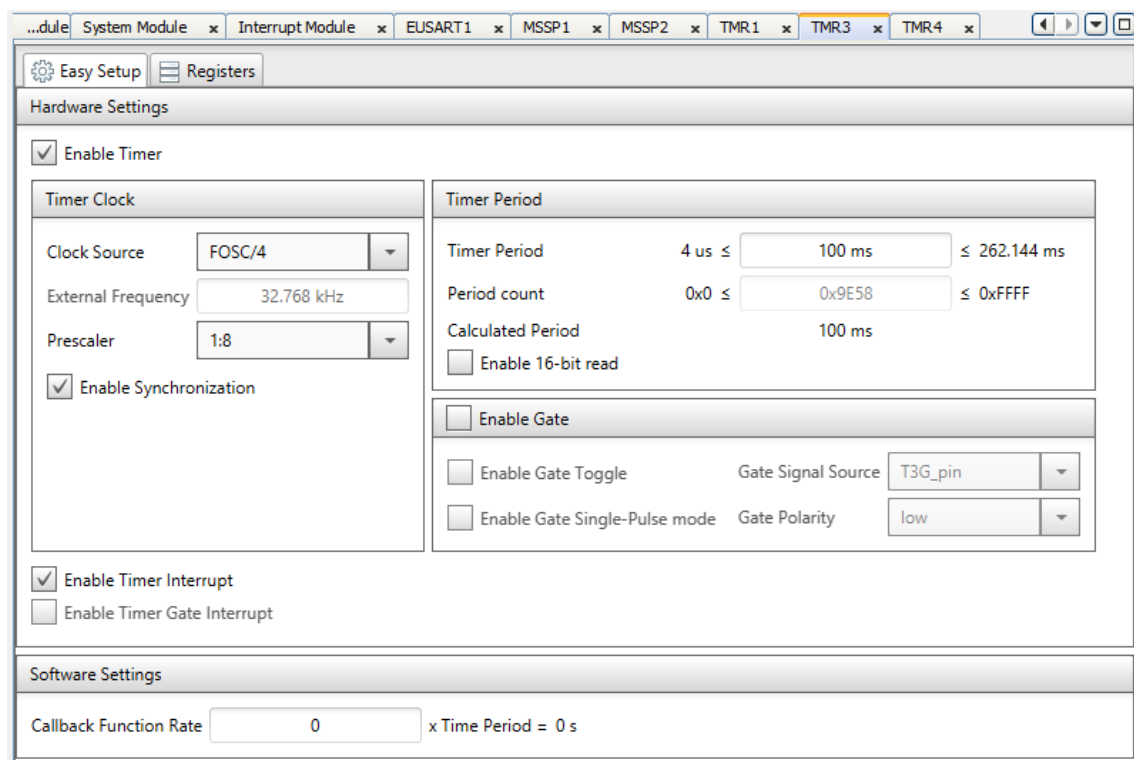 ...dule System Module x Interrupt Module x EUSART1 x MSSP1 x MSSP2 x TMR1 x TMR3 x TMR4 x
Easy Setup Registers
Hardware Settings
Enable Timer
Timer Clock
Clock Source FOSC/4
External Frequency 32.768 kHz
Prescaler 1:8
Enable Synchronization
Timer Period
Timer Period 4 us ≤ 100 ms ≤ 262.144 ms
Period count 0x0 ≤ 0x9E58 ≤ 0xFFFF
Calculated Period 100 ms
Enable 16-bit read
Enable Gate
Enable Gate Toggle Gate Signal Source T3G_pin
Enable Gate Single-Pulse mode Gate Polarity low
Enable Timer Interrupt
Enable Timer Gate Interrupt
Software Settings
Callback Function Rate 0 x Time Period = 0 s